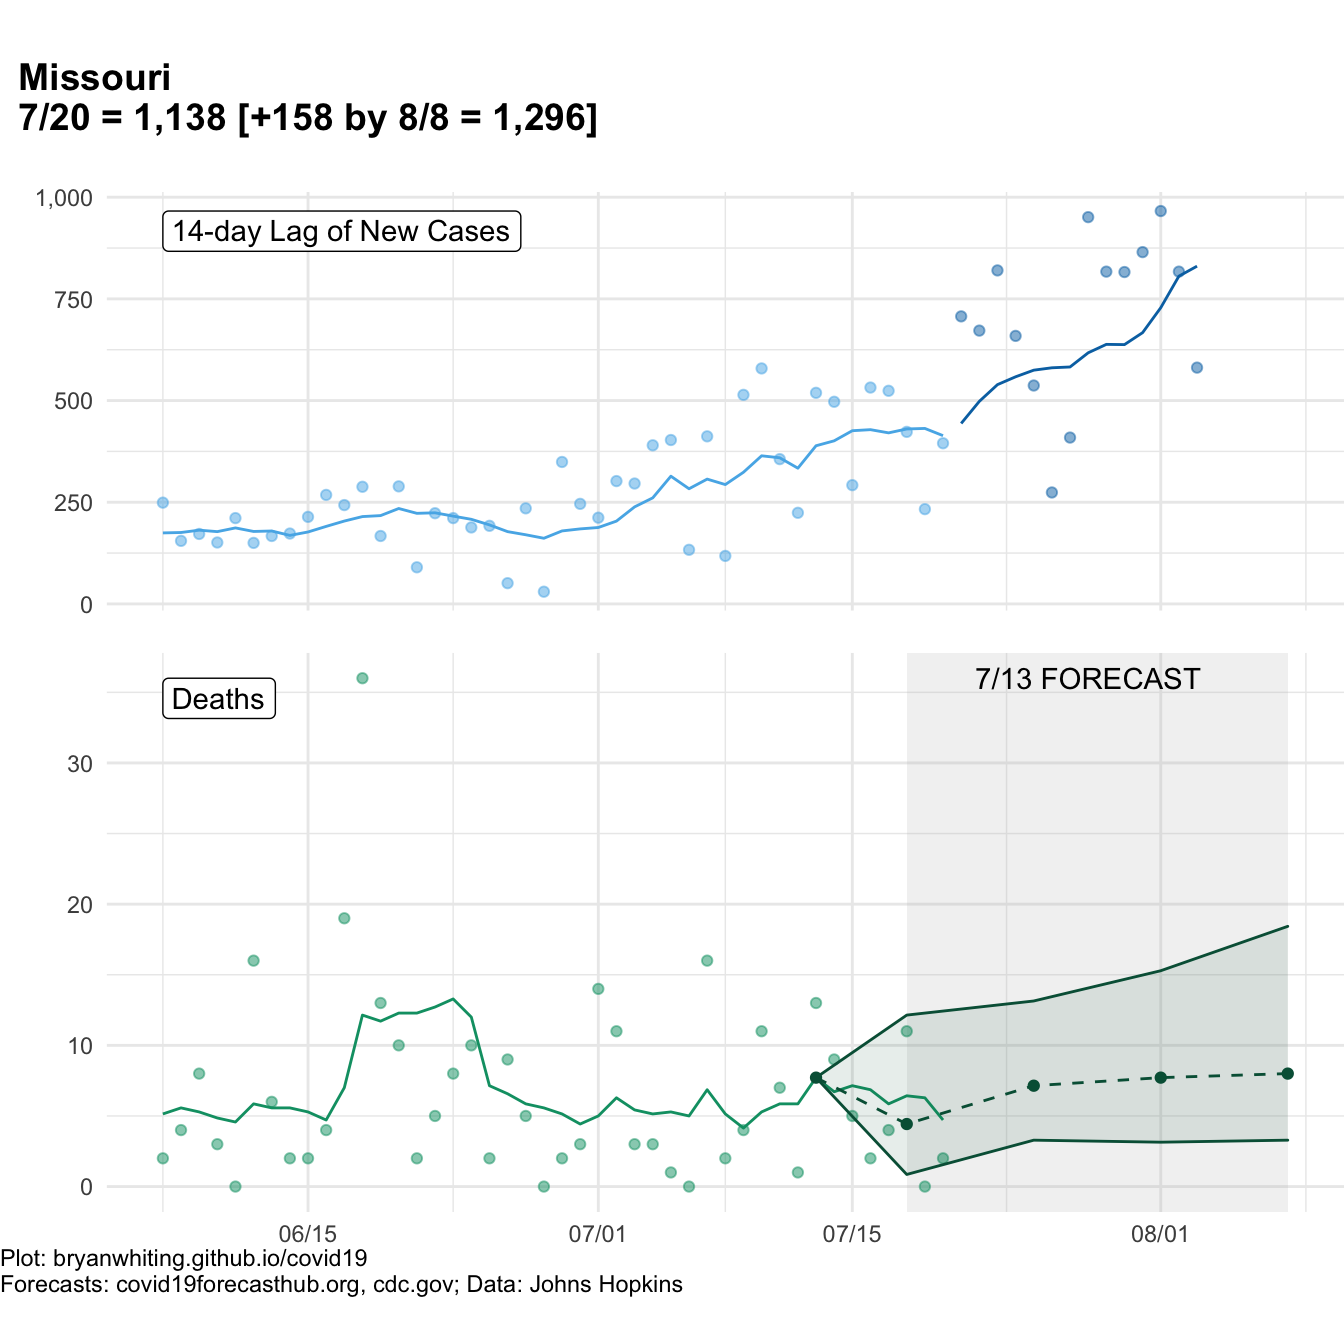 Missouri
7/20 = 1,138 [+158 by 8/8 = 1,296]
1,000
750
500
250
0
14-day Lag of New Cases
Deaths
7/13 FORECAST
30
20
10
0
06/15
07/01
07/15
08/01
Plot: bryanwhiting.github.io/covid19
Forecasts: covid19forecasthub.org, cdc.gov; Data: Johns Hopkins